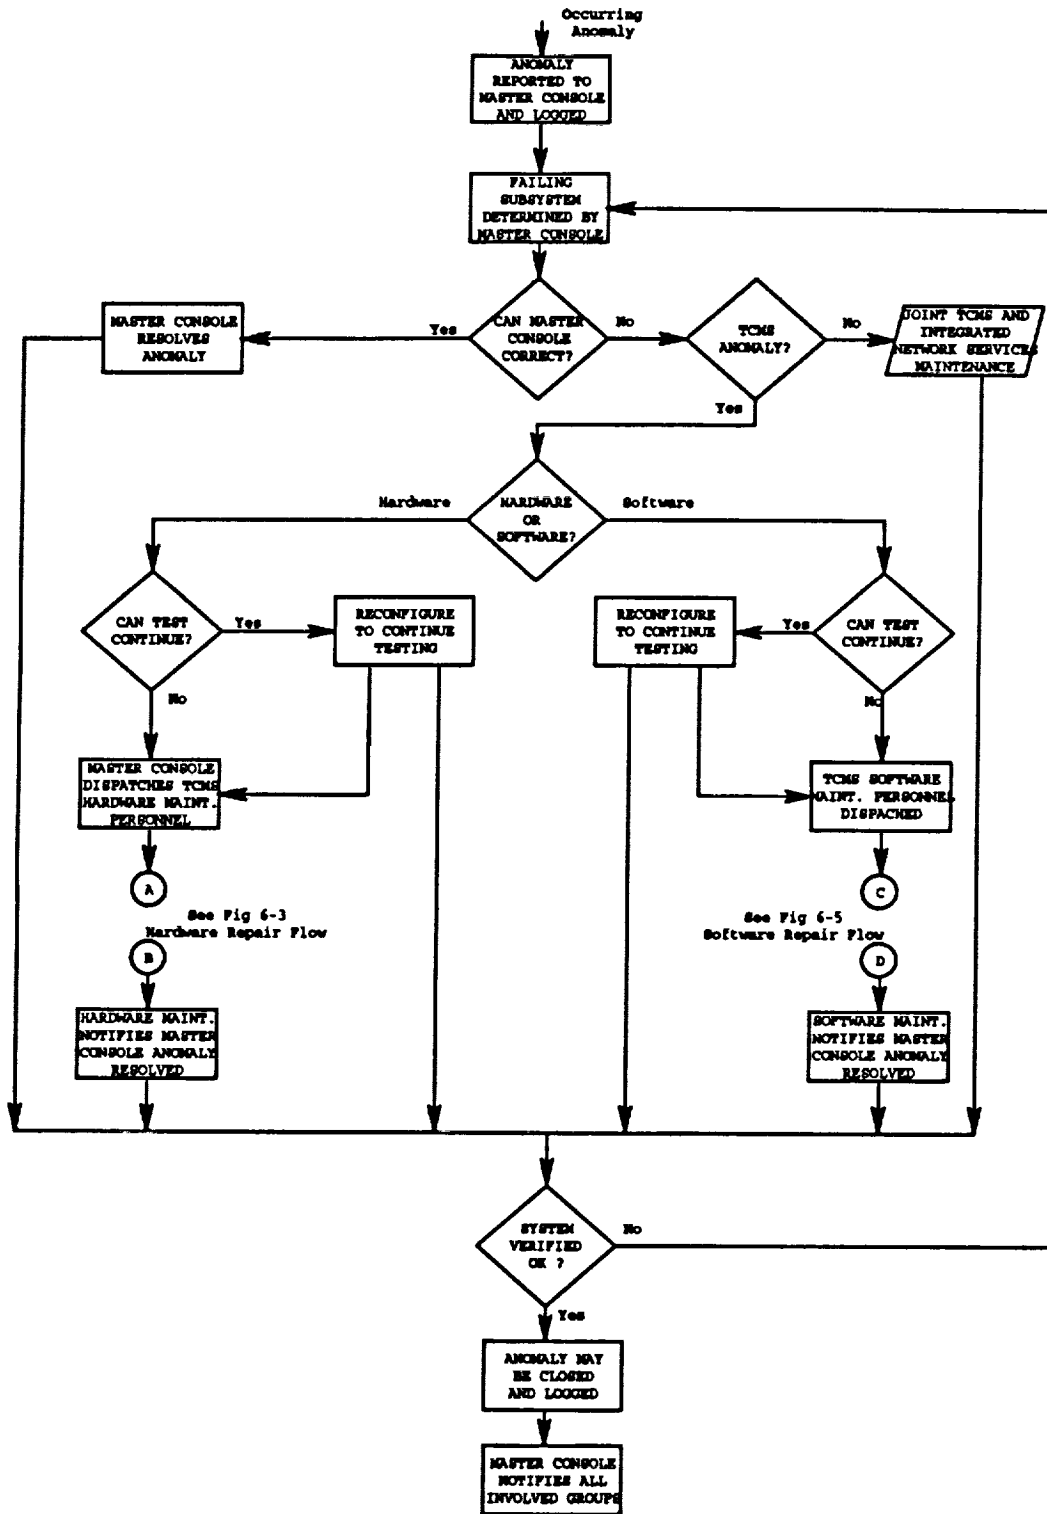 Occurring
Anomaly
ANOMALY
REPORTED TO
MASTER CONSOLE
AND LOGGED
FAILING
SUBSYSTEM
DETERMINED BY
MASTER CONSOLE
MASTER CONSOLE
RESOLVES
ANOMALY
Yes
CAN MASTER
CONSOLE
CORRECT?
No
TCMS
ANOMALY?
No
JOINT TCMS AND
INTEGRATED
NETWORK SERVICES
MAINTENANCE
Yes
Hardware
HARDWARE
OR
SOFTWARE?
Software
CAN TEST
CONTINUE?
Yes
RECONFIGURE
TO CONTINUE
TESTING
RECONFIGURE
TO CONTINUE
TESTING
Yes
CAN TEST
CONTINUE?
No
No
MASTER CONSOLE
DISPATCHES TCMS
HARDWARE MAINT.
PERSONNEL
TCMS SOFTWARE
MAINT. PERSONNEL
DISPACHED
A
C
See Fig 6-3
Hardware Repair Flow
See Fig 6-5
Software Repair Flow
B
D
HARDWARE MAINT.
NOTIFIES MASTER
CONSOLE ANOMALY
RESOLVED
SOFTWARE MAINT.
NOTIFIES MASTER
CONSOLE ANOMALY
RESOLVED
SYSTEM
VERIFIED
OK ?
No
Yes
ANOMALY MAY
BE CLOSED
AND LOGGED
MASTER CONSOLE
NOTIFIES ALL
INVOLVED GROUPS